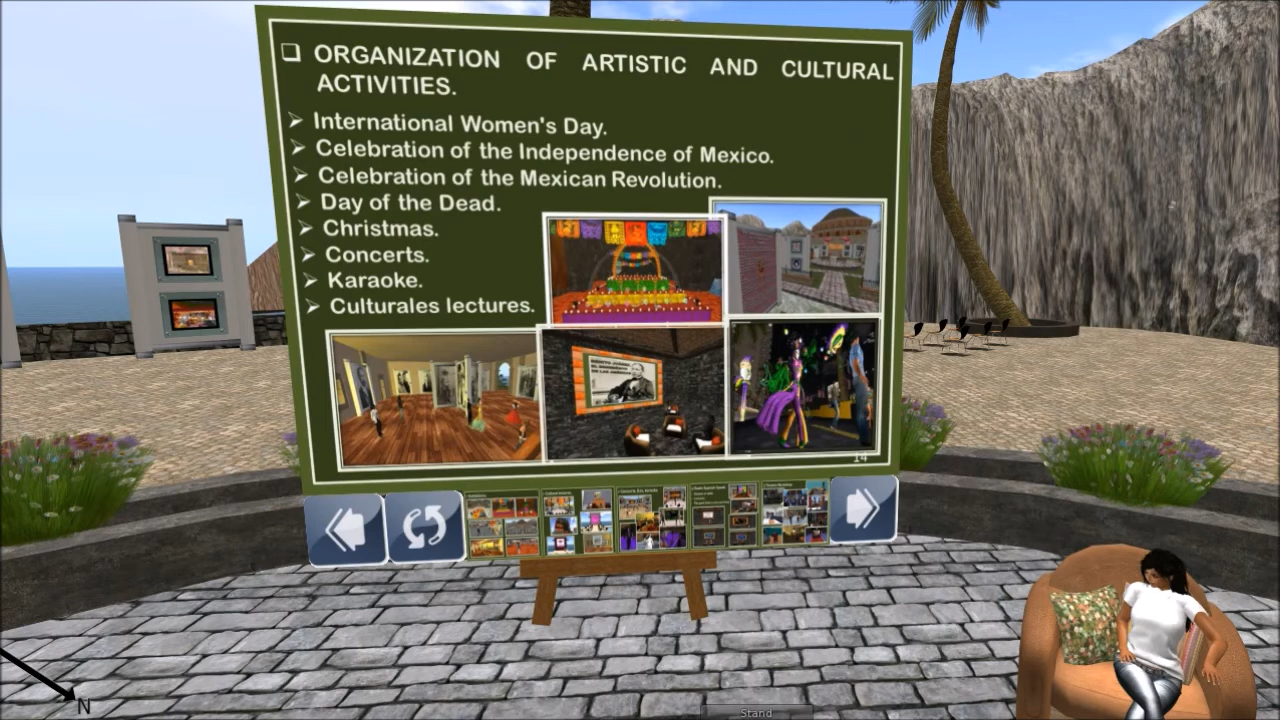 ❑ ORGANIZATION OF ARTISTIC AND CULTURAL
ACTIVITIES.
➢ International Women's Day.
➢ Celebration of the Independence of Mexico.
➢ Celebration of the Mexican Revolution.
➢ Day of the Dead.
➢ Christmas.
➢ Concerts.
➢ Karaoke.
➢ Culturales lectures.
14
N
Stand